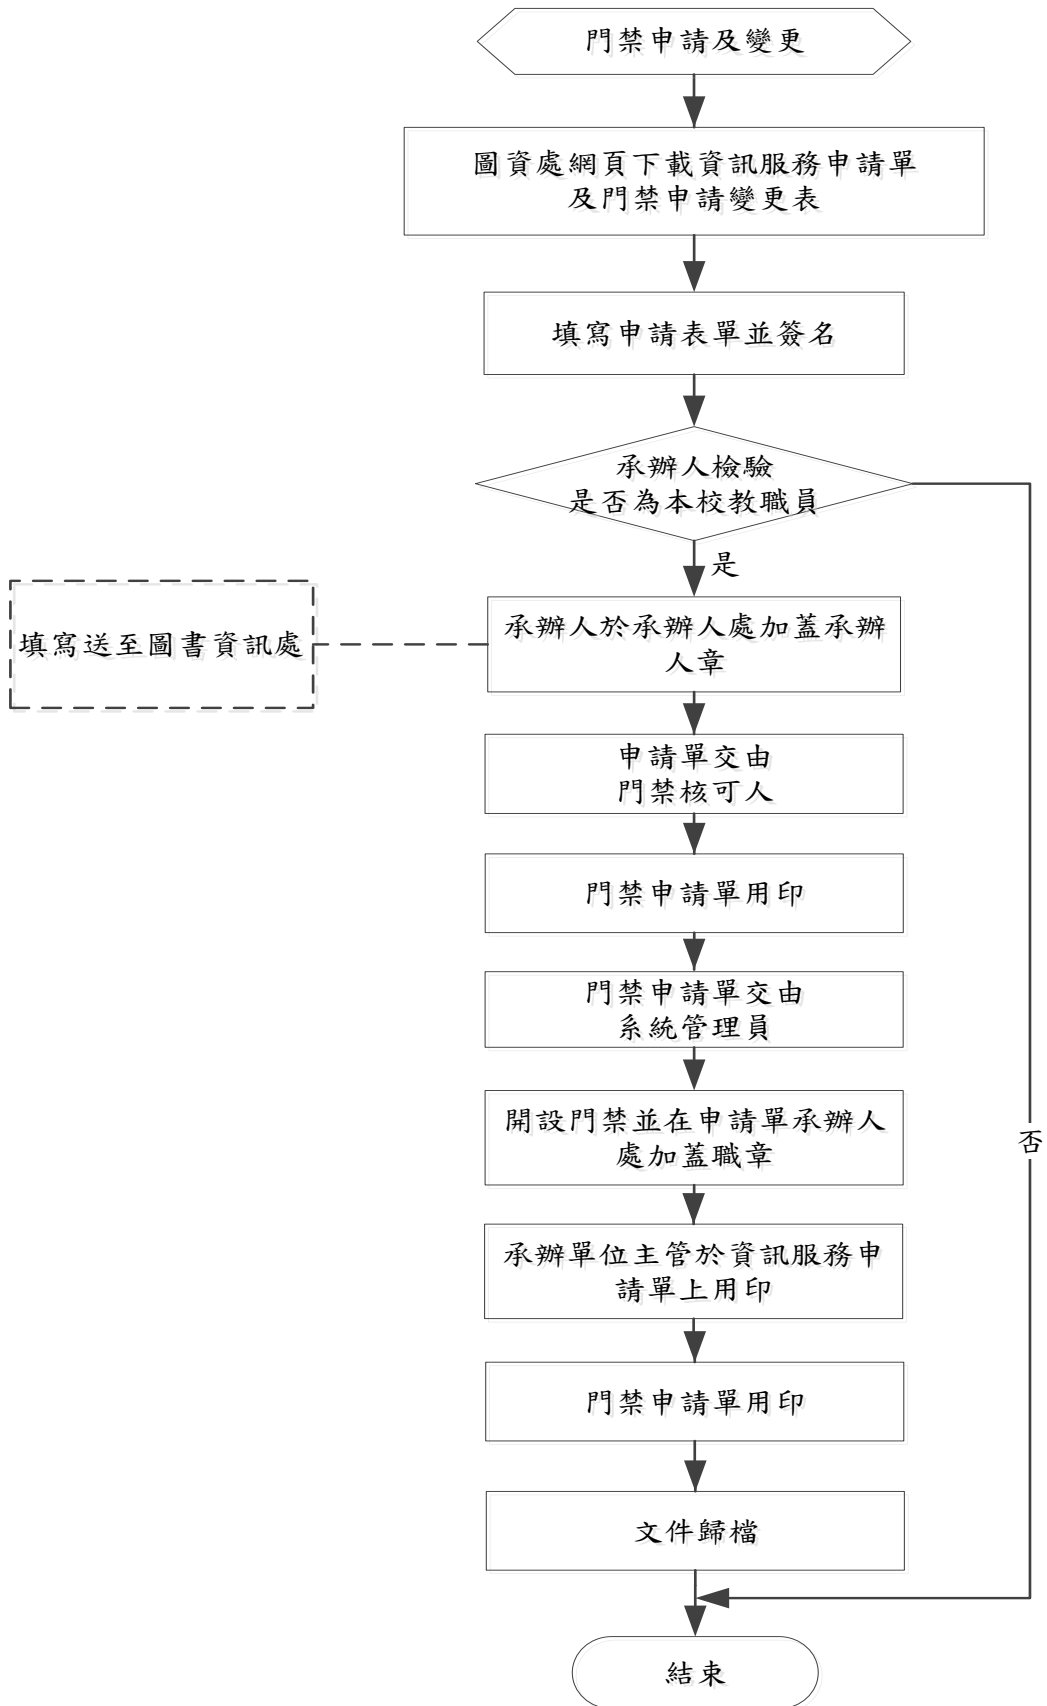 門禁申請及變更
圖資處網頁下載資訊服務申請單
及門禁申請變更表
填寫申請表單並簽名
承辦人檢驗
是否為本校教職員
是
填寫送至圖書資訊處
承辦人於承辦人處加蓋承辦
人章
申請單交由
門禁核可人
門禁申請單用印
門禁申請單交由
系統管理員
開設門禁並在申請單承辦人
處加蓋職章
否
承辦單位主管於資訊服務申
請單上用印
門禁申請單用印
文件歸檔
結束